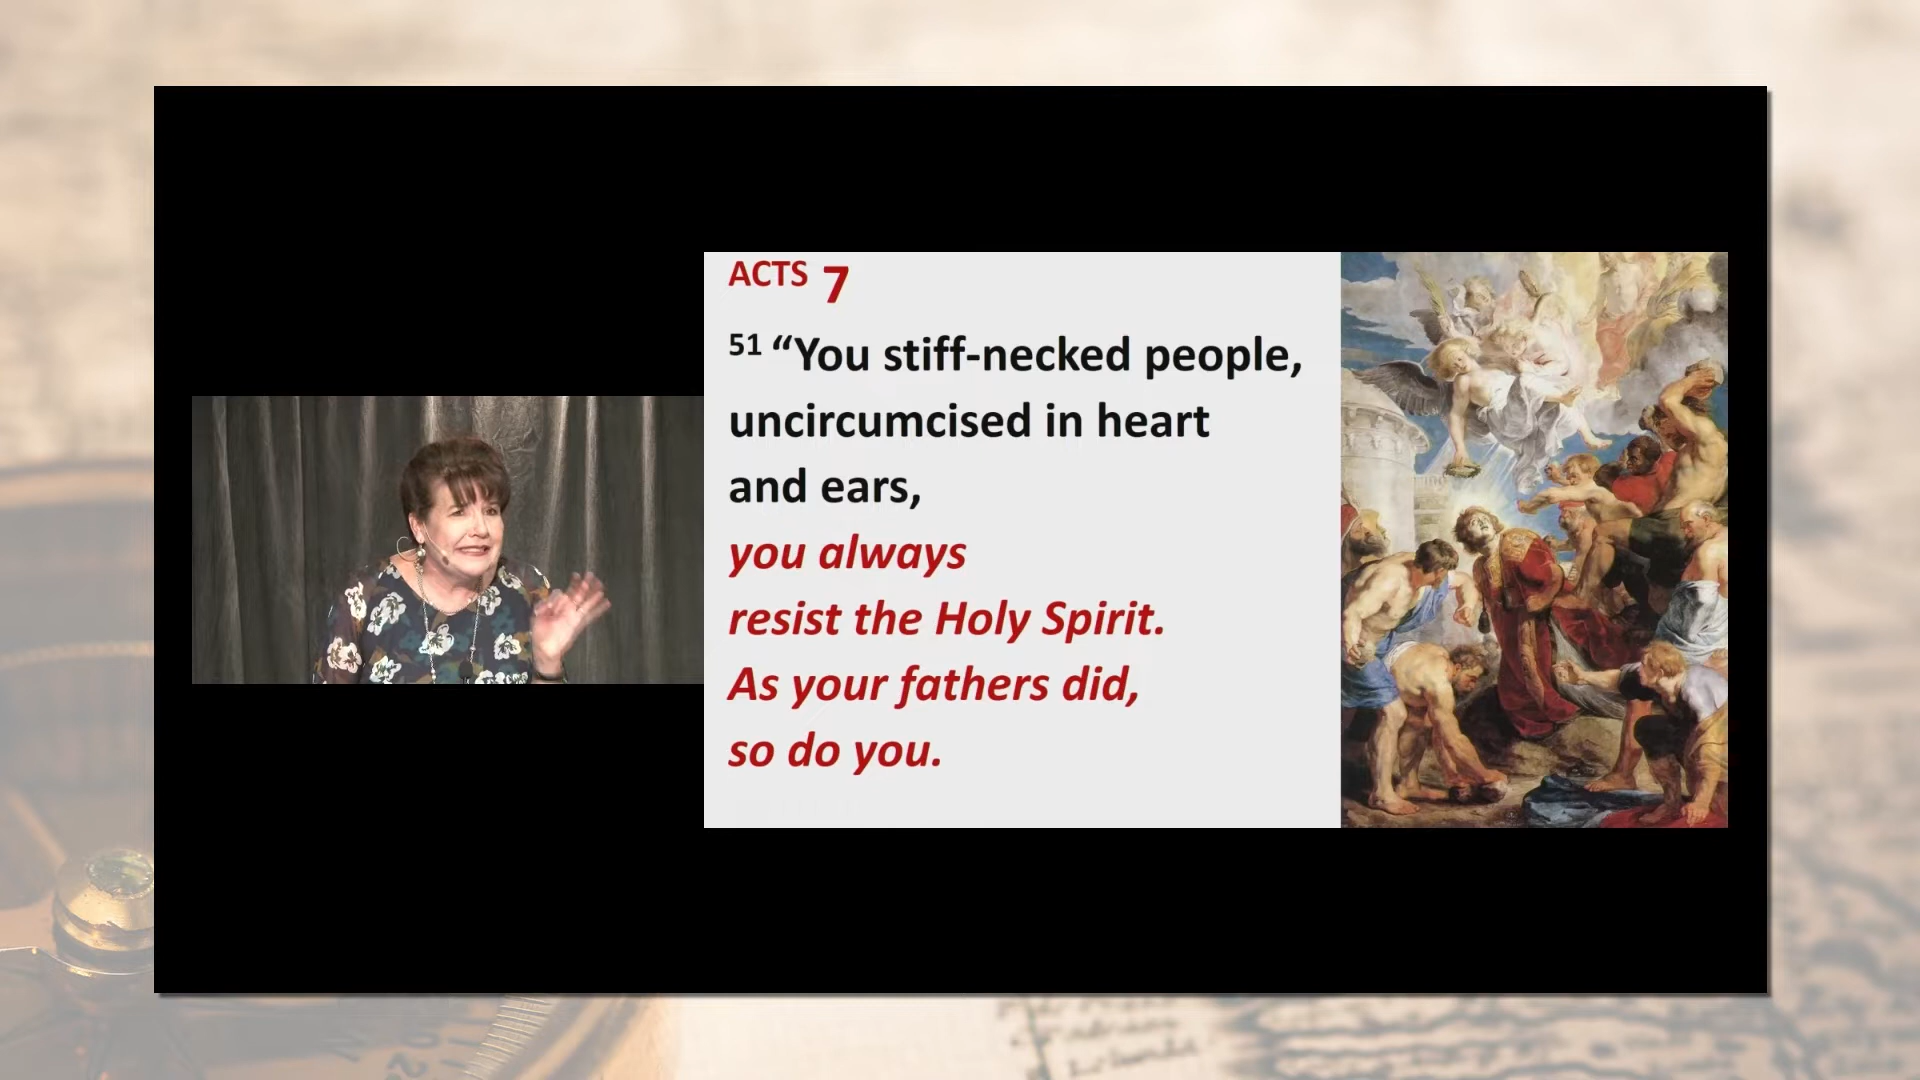 ACTS 7
51 “You stiff-necked people,
uncircumcised in heart
and ears,
you always
resist the Holy Spirit.
As your fathers did,
so do you.